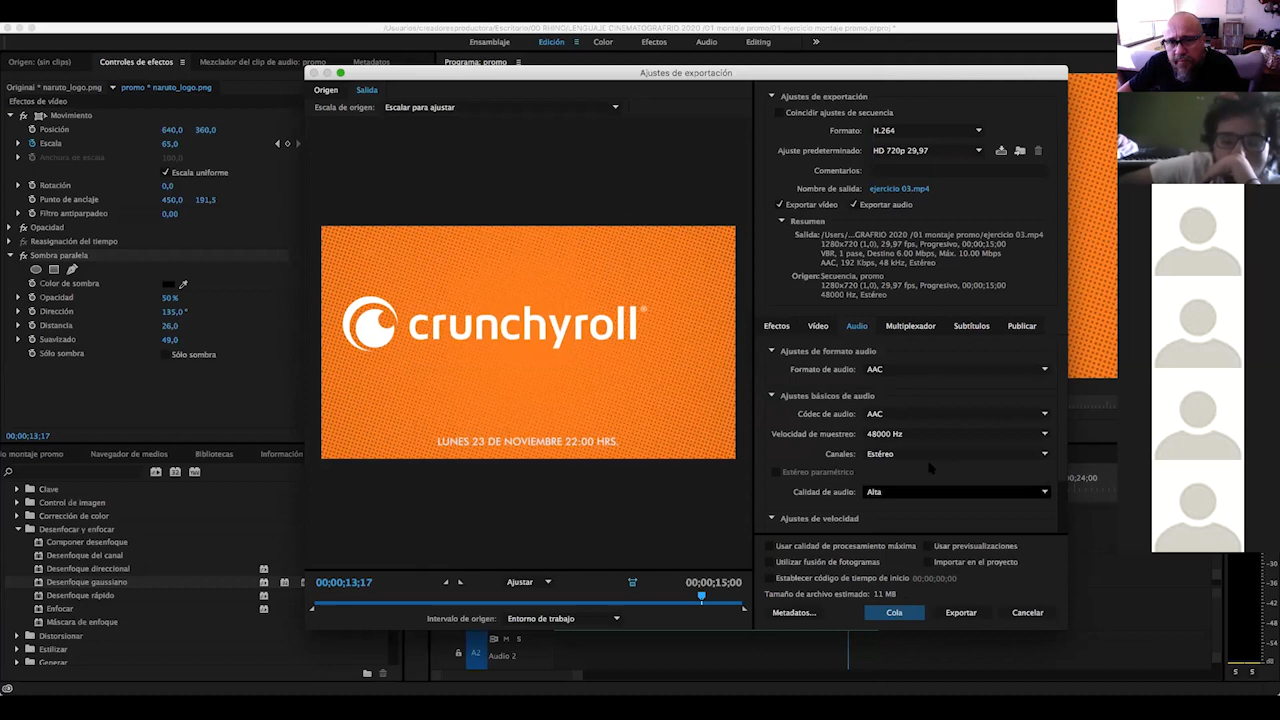 /Usuarios/creadoresproductora/Escritorio/00 RHINO/LENGUAJE CINEMATOGRAFRIO 2020 /01 montaje promo/01 ejercicio montaje promo.prproj *
Ensamblaje Edición Color Efectos Audio Editing
Origen: (sin clips) Controles de efectos Mezclador del clip de audio: promo Metadatos Programa: promo
Original * naruto_logo.png promo * naruto_logo.png
Efectos de vídeo
Movimiento
Posición 640,0 360,0
Escala 65,0
Anchura de escala 100,0
Escala uniforme
Rotación 0,0
Punto de anclaje 450,0 191,5
Filtro antiparpadeo 0,00
Opacidad
Reasignación del tiempo
Sombra paralela
Color de sombra
Opacidad 50 %
Dirección 135,0 °
Distancia 26,0
Suavizado 49,0
Sólo sombra Sólo sombra
00;00;13;17
io montaje promo Navegador de medios Bibliotecas Información
Clave
Control de imagen
Corrección de color
Desenfocar y enfocar
Componer desenfoque
Desenfoque del canal
Desenfoque direccional
Desenfoque gaussiano
Desenfoque rápido
Enfocar
Máscara de enfoque
Distorsionar
Estilizar
Generar
Ajustes de exportación
Origen Salida
Escala de origen: Escalar para ajustar
crunchyroll®
LUNES 23 DE NOVIEMBRE 22:00 HRS.
00;00;13;17 Ajustar 00;00;15;00
Intervalo de origen: Entorno de trabajo
Ajustes de exportación
Coincidir ajustes de secuencia
Formato: H.264
Ajuste predeterminado: HD 720p 29,97
Comentarios:
Nombre de salida: ejercicio 03.mp4
Exportar vídeo Exportar audio
Resumen
Salida: /Users/...GRAFRIO 2020 /01 montaje promo/ejercicio 03.mp4
1280x720 (1,0), 29,97 fps, Progresivo, 00;00;15;00
VBR, 1 pase, Destino 6.00 Mbps, Máx. 10.00 Mbps
AAC, 192 Kbps, 48 kHz, Estéreo
Origen: Secuencia, promo
1280x720 (1,0), 29,97 fps, Progresivo, 00;00;15;00
48000 Hz, Estéreo
Efectos Vídeo Audio Multiplexador Subtítulos Publicar
Ajustes de formato audio
Formato de audio: AAC
Ajustes básicos de audio
Códec de audio: AAC
Velocidad de muestreo: 48000 Hz
Canales: Estéreo
Estéreo paramétrico
Calidad de audio: Alta
Ajustes de velocidad
Usar calidad de procesamiento máxima Usar previsualizaciones
Utilizar fusión de fotogramas Importar en el proyecto
Establecer código de tiempo de inicio 00;00;00;00
Tamaño de archivo estimado: 11 MB
Metadatos... Cola Exportar Cancelar
;00;24;00
A2 M S
Audio 2
-30
-36
-42
-48
-54
S S